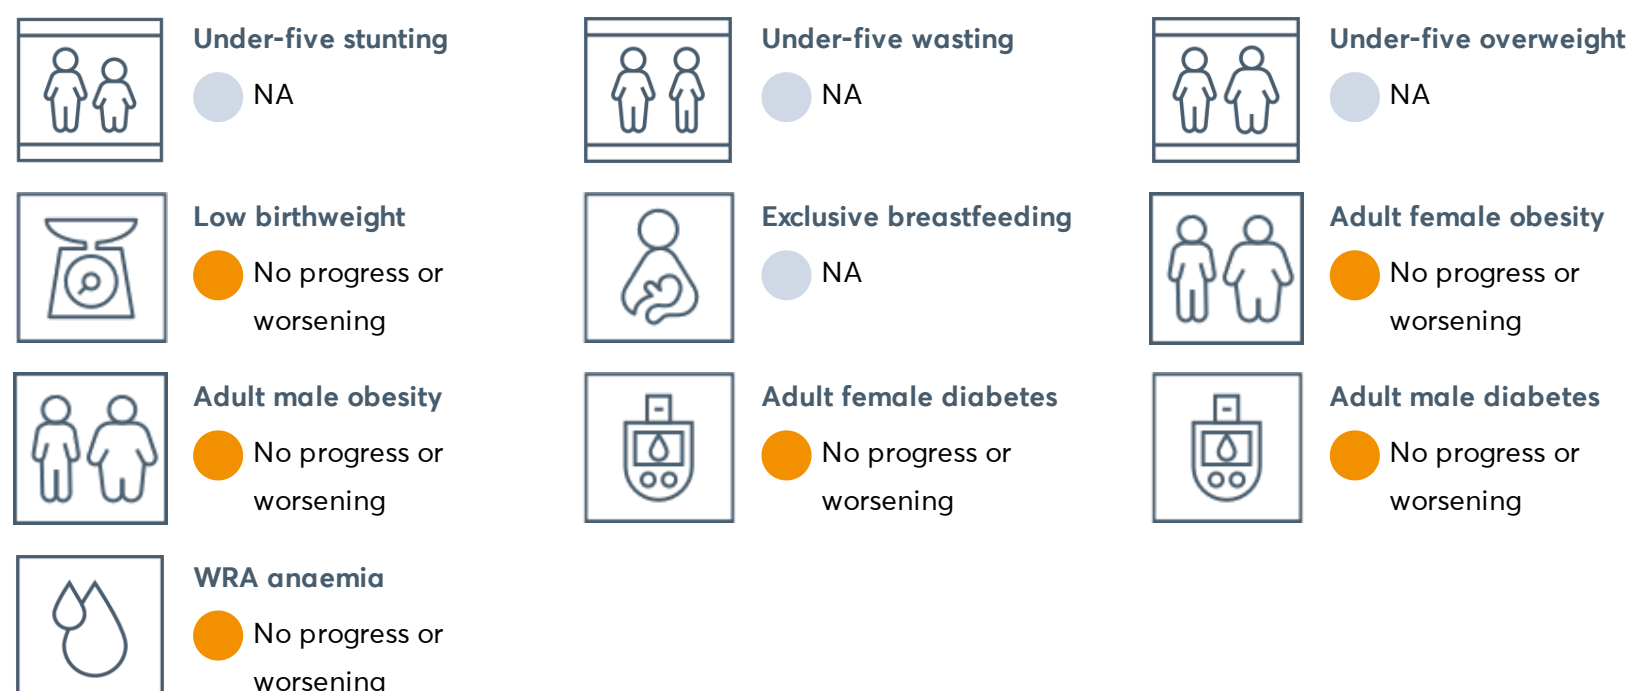 Under-five stunting
NA
Under-five wasting
NA
Under-five overweight
NA
Low birthweight
No progress or
worsening
Exclusive breastfeeding
NA
Adult female obesity
No progress or
worsening
Adult male obesity
No progress or
worsening
Adult female diabetes
No progress or
worsening
Adult male diabetes
No progress or
worsening
WRA anaemia
No progress or
worsening